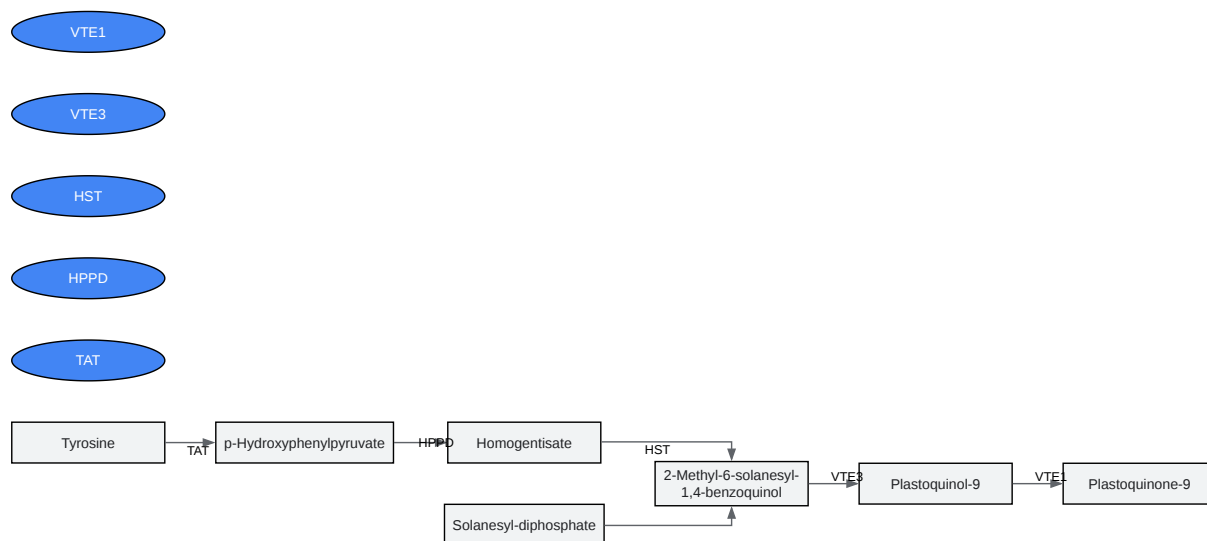 VTE1
VTE3
HST
HPPD
TAT
Tyrosine
TAT
p-Hydroxyphenylpyruvate
HPPD
Homogentisate
HST
2-Methyl-6-solanesyl-
1,4-benzoquinol
VTE3
Plastoquinol-9
VTE1
Plastoquinone-9
Solanesyl-diphosphate